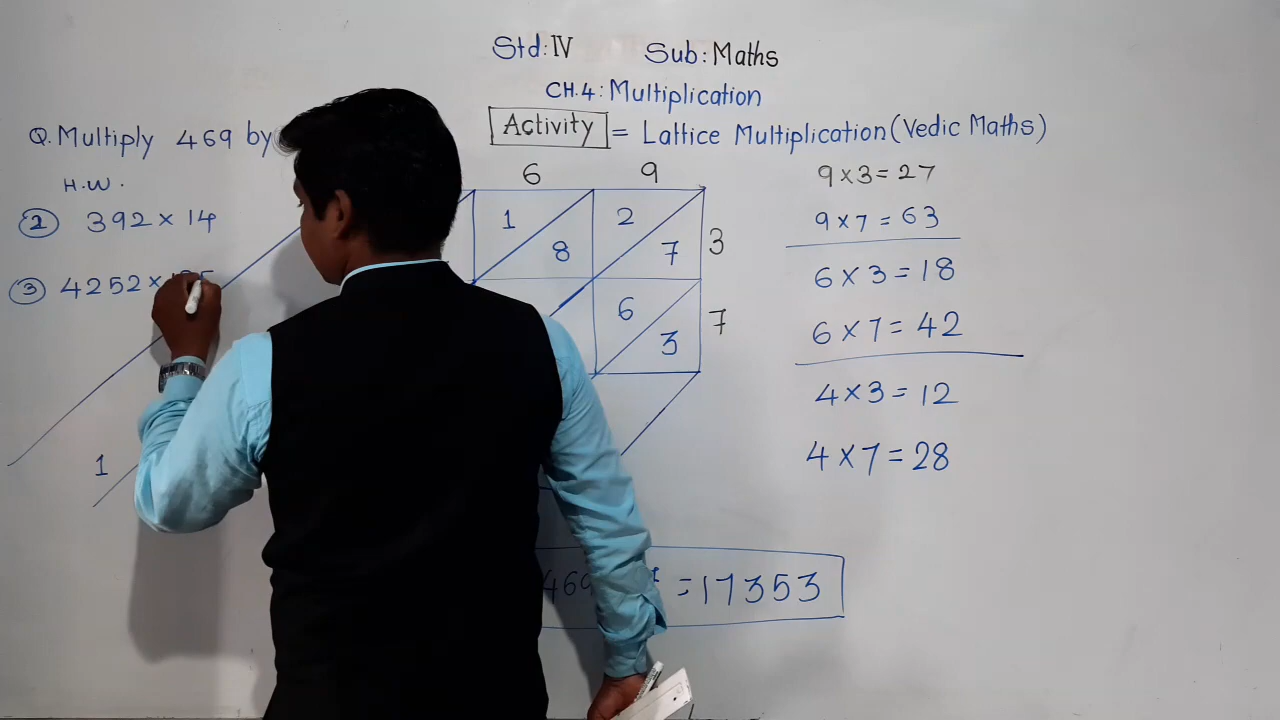 Std: IV Sub: Maths
CH.4: Multiplication
Q. Multiply 469 by
Activity = Lattice Multiplication (Vedic Maths)
H.W.
2 392 × 14
3 4252 ×
6 9
1 8 2 7 3
6 3 7
1
9 × 3 = 27
9 × 7 = 63
6 × 3 = 18
6 × 7 = 42
4 × 3 = 12
4 × 7 = 28
469 = 17353